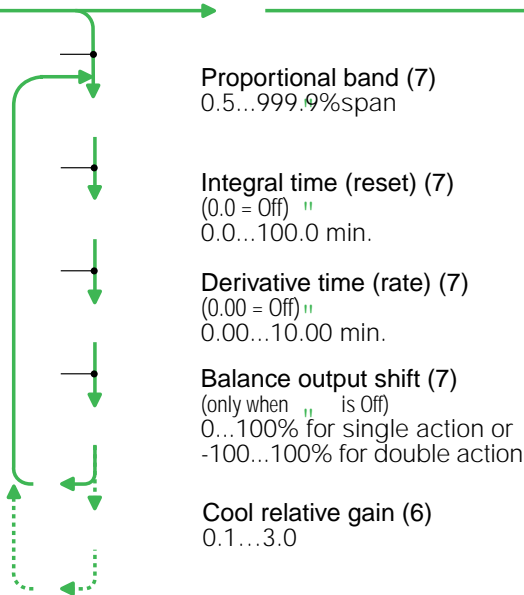 Proportional band (7)
0.5...999.9%span
"
Integral time (reset) (7)
(0.0 = Off) "
0.0...100.0 min.
Derivative time (rate) (7)
(0.00 = Off) "
0.00...10.00 min.
Balance output shift (7)
(only when " is Off)
0...100% for single action or
-100...100% for double action
Cool relative gain (6)
0.1...3.0